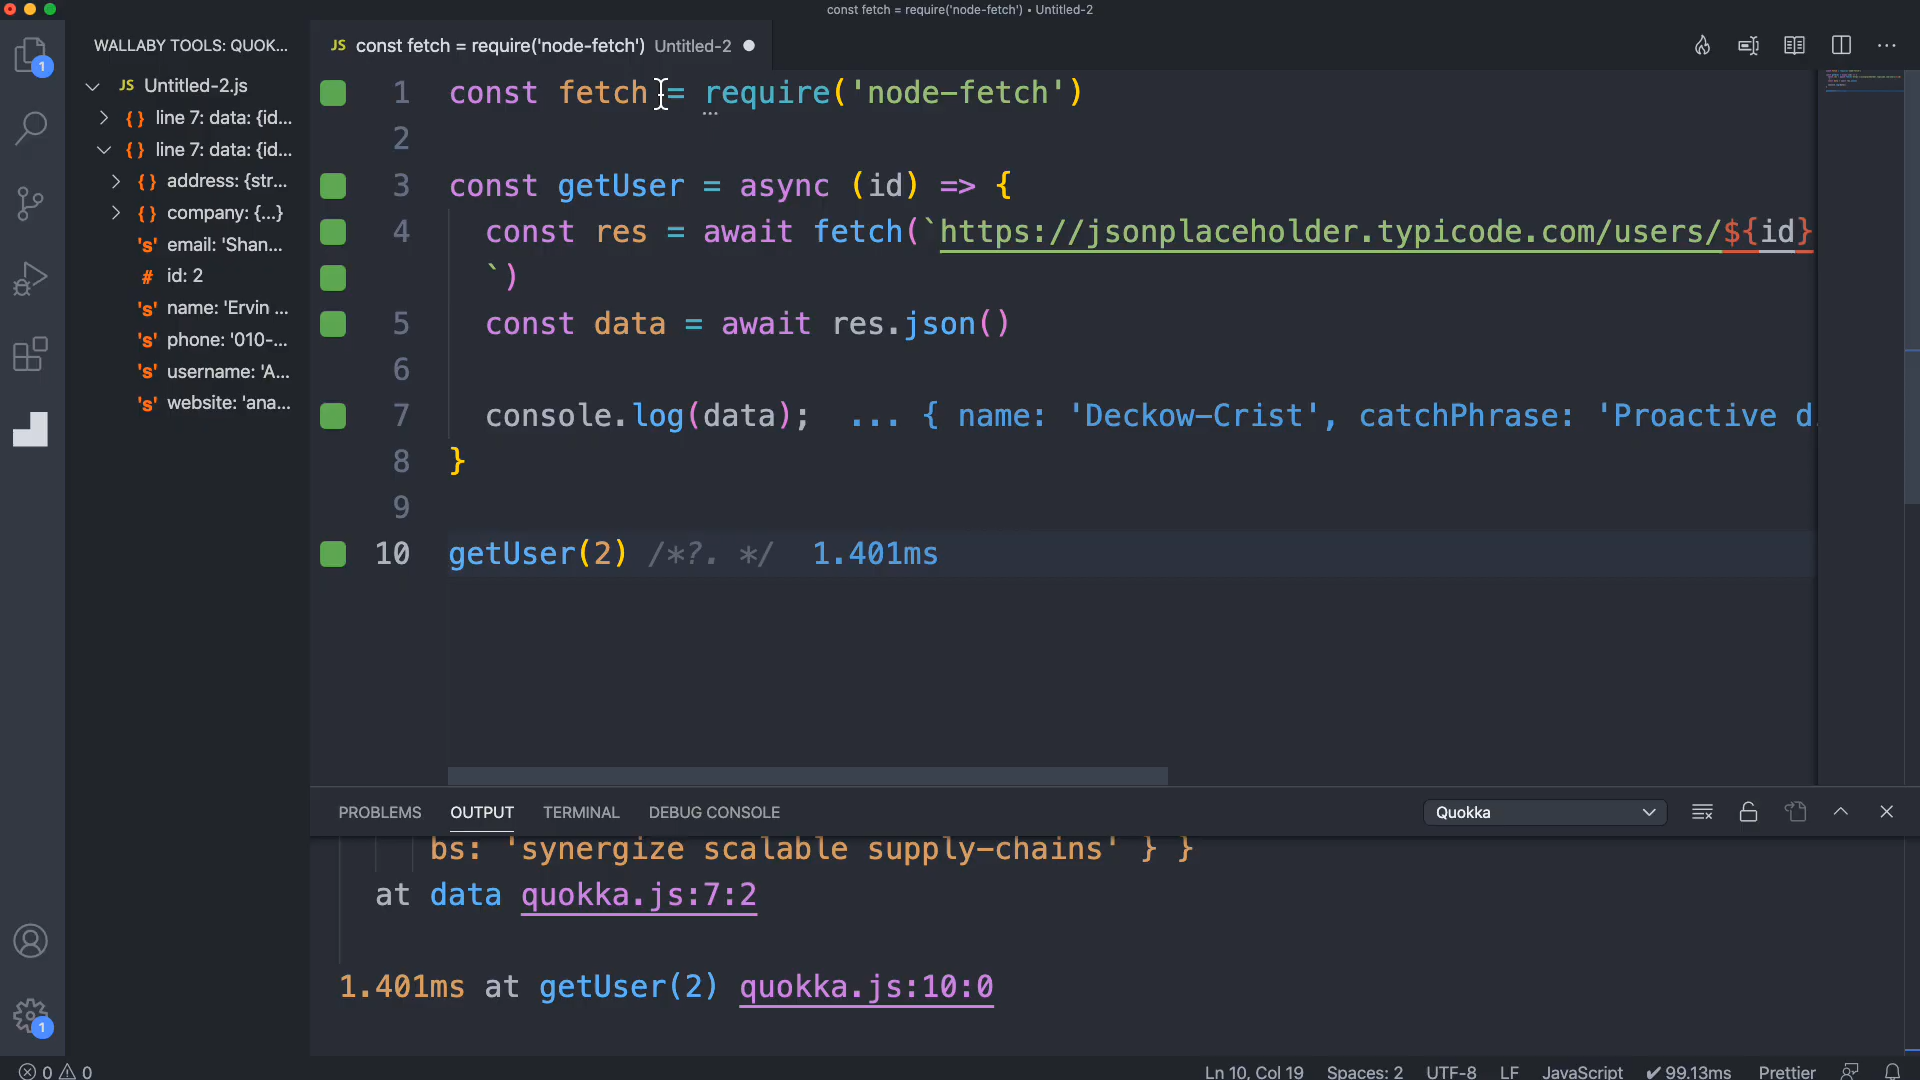 const fetch = require('node-fetch') • Untitled-2
WALLABY TOOLS: QUOK...
JS const fetch = require('node-fetch') Untitled-2
1
JS Untitled-2.js
{ } line 7: data: {id...
{ } line 7: data: {id...
{ } address: {str...
{ } company: {...}
's' email: 'Shan...
# id: 2
's' name: 'Ervin ...
's' phone: '010-...
's' username: 'A...
's' website: 'ana...
1 const fetch = require('node-fetch')
2
3 const getUser = async (id) => {
4 const res = await fetch(`https://jsonplaceholder.typicode.com/users/${id}
`)
5 const data = await res.json()
6
7 console.log(data); ... { name: 'Deckow-Crist', catchPhrase: 'Proactive d
8 }
9
10 getUser(2) /*?. */ 1.401ms
PROBLEMS OUTPUT TERMINAL DEBUG CONSOLE Quokka
bs: 'synergize scalable supply-chains' } }
at data quokka.js:7:2
1.401ms at getUser(2) quokka.js:10:0
1
0 0 Ln 10, Col 19 Spaces: 2 UTF-8 LF JavaScript ✔ 99.13ms Prettier